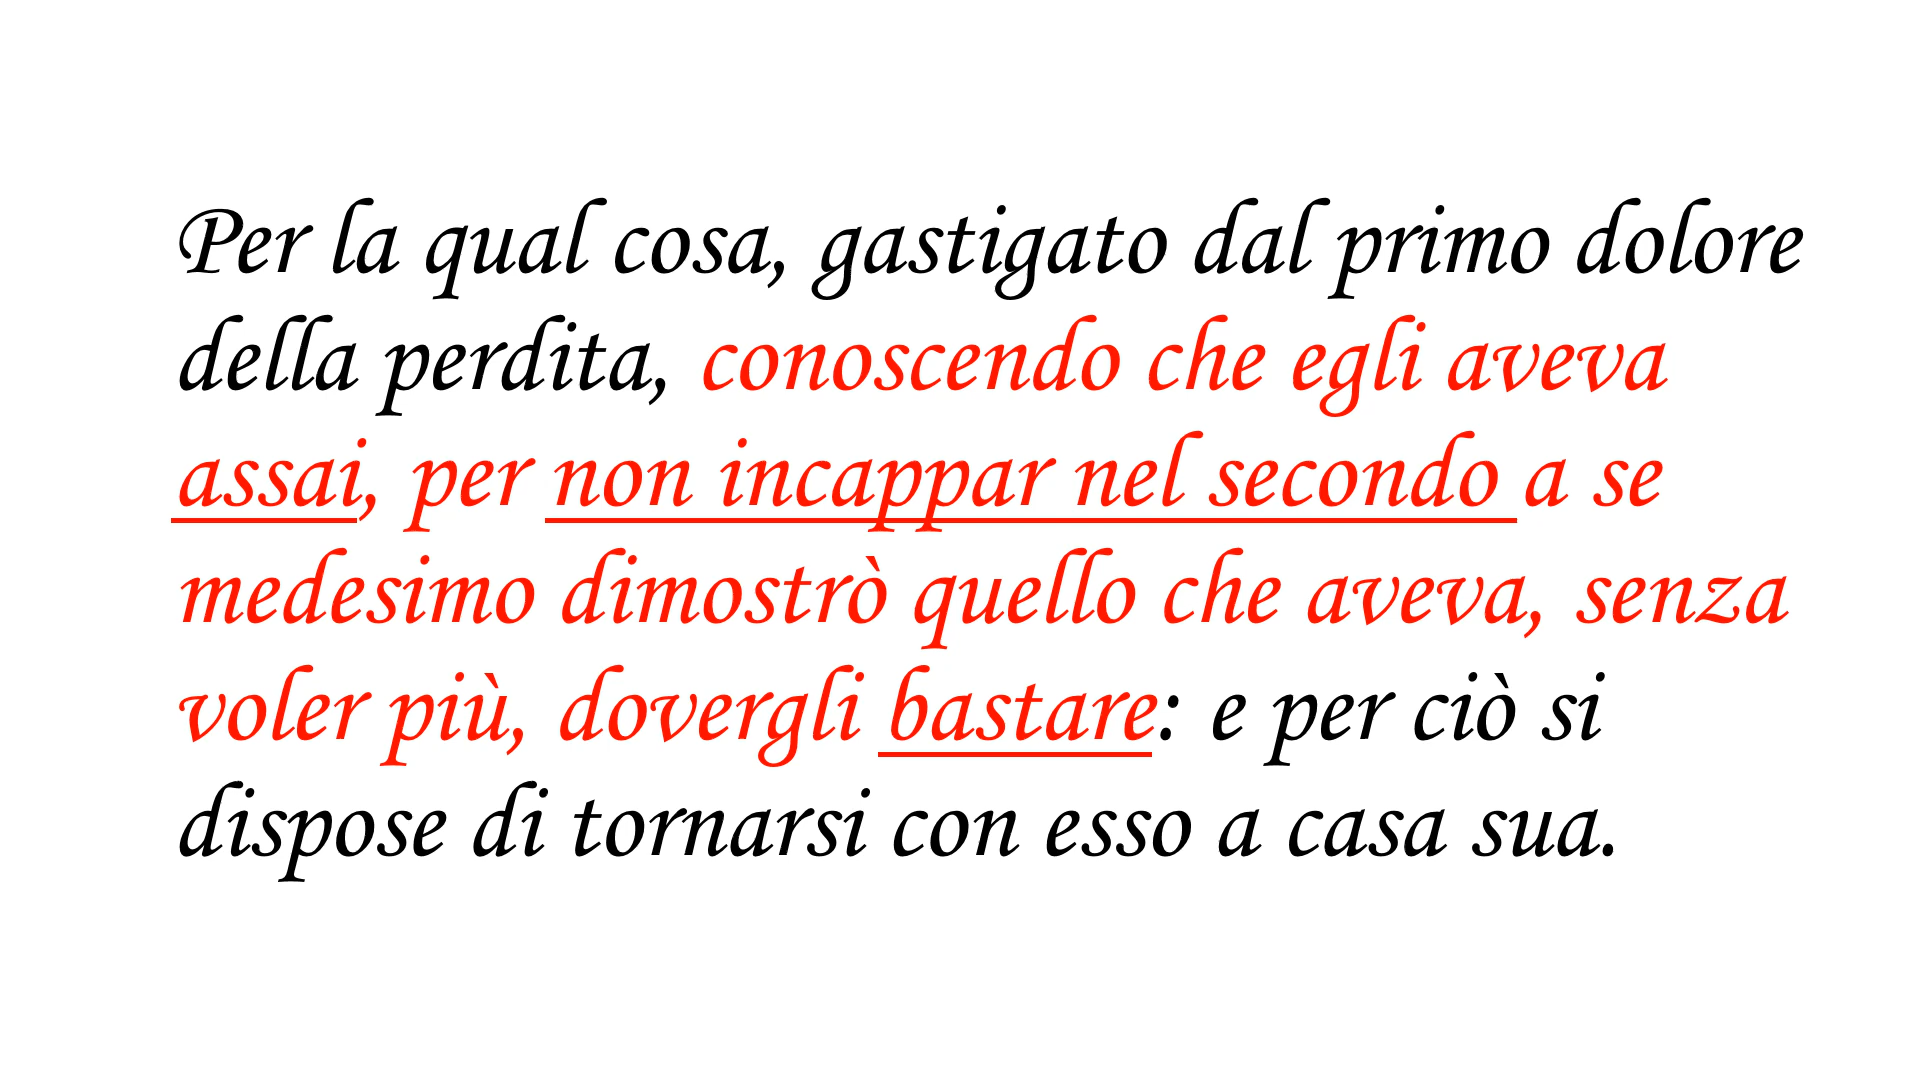 Per la qual cosa, gastigato dal primo dolore
della perdita, conoscendo che egli aveva
assai, per non incappar nel secondo a se
medesimo dimostrò quello che aveva, senza
voler più, dovergli bastare: e per ciò si
dispose di tornarsi con esso a casa sua.